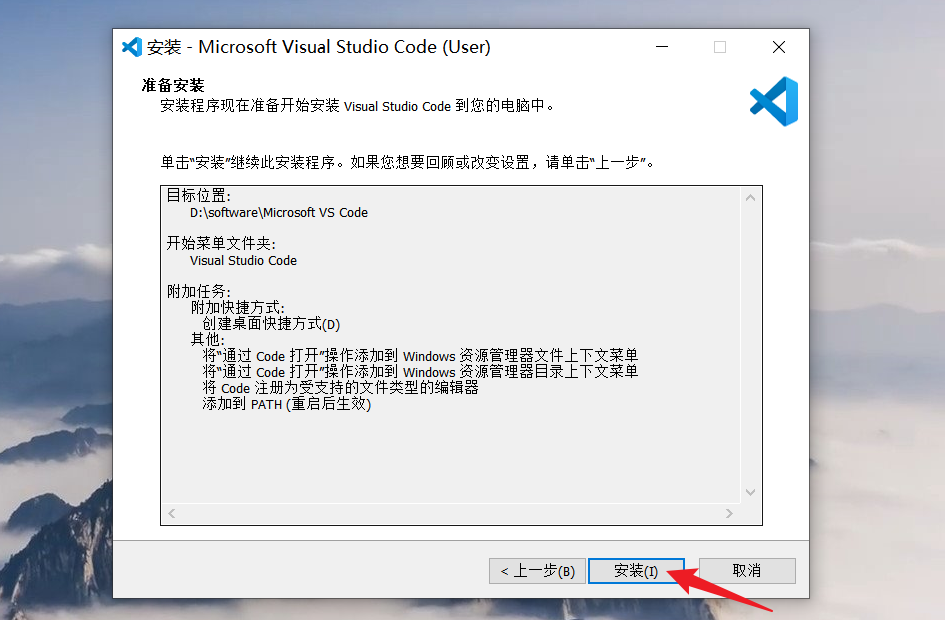 安装 - Microsoft Visual Studio Code (User)
准备安装
安装程序现在准备开始安装 Visual Studio Code 到您的电脑中。
单击“安装”继续此安装程序。如果您想要回顾或改变设置，请单击“上一步”。
目标位置:
D:\software\Microsoft VS Code
开始菜单文件夹:
Visual Studio Code
附加任务:
附加快捷方式:
创建桌面快捷方式(D)
其他:
将“通过 Code 打开”操作添加到 Windows 资源管理器文件上下文菜单
将“通过 Code 打开”操作添加到 Windows 资源管理器目录上下文菜单
将 Code 注册为受支持的文件类型的编辑器
添加到 PATH (重启后生效)
< 上一步(B) 安装(I) 取消